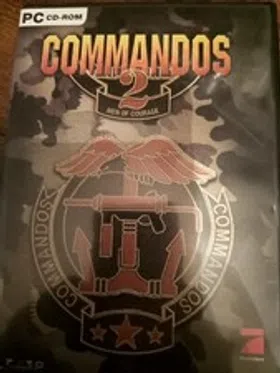 PC CD-ROM
COMMANDOS
2
MEN OF COURAGE
COMMANDOS
COMMANDOS